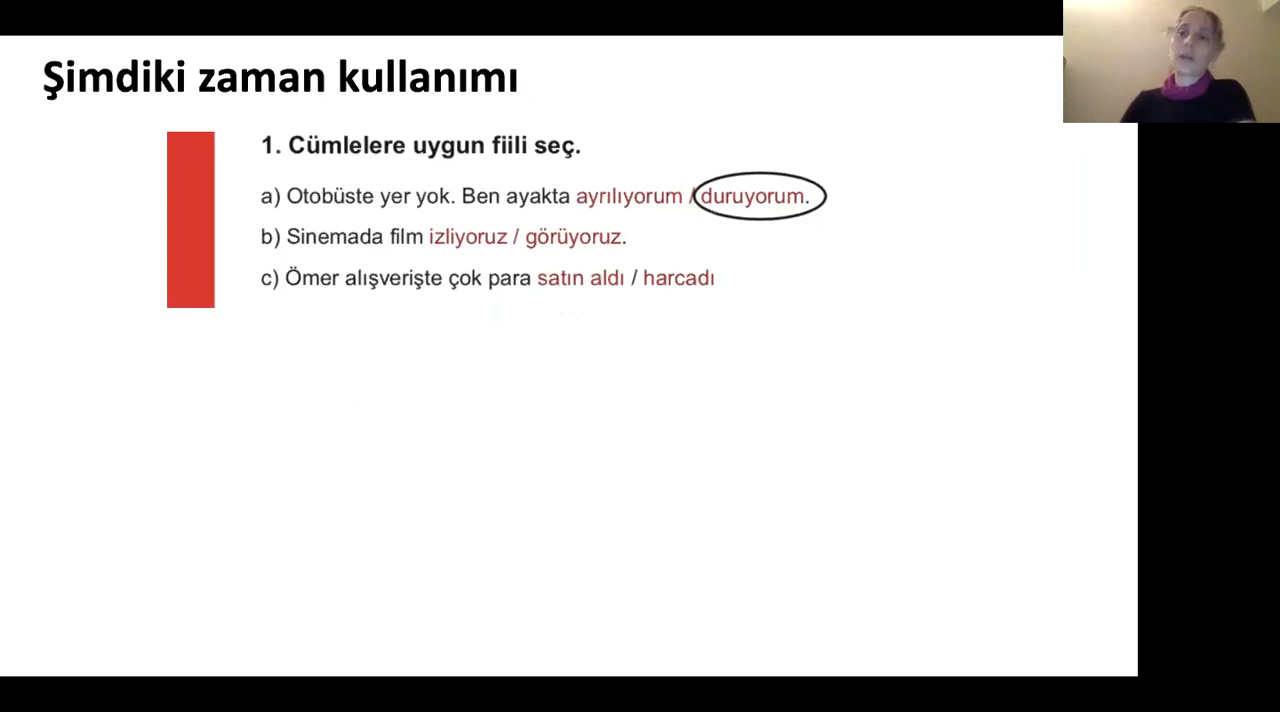 Şimdiki zaman kullanımı
1. Cümlelere uygun fiili seç.
a) Otobüste yer yok. Ben ayakta ayrılıyorum / duruyorum.
b) Sinemada film izliyoruz / görüyoruz.
c) Ömer alışverişte çok para satın aldı / harcadı